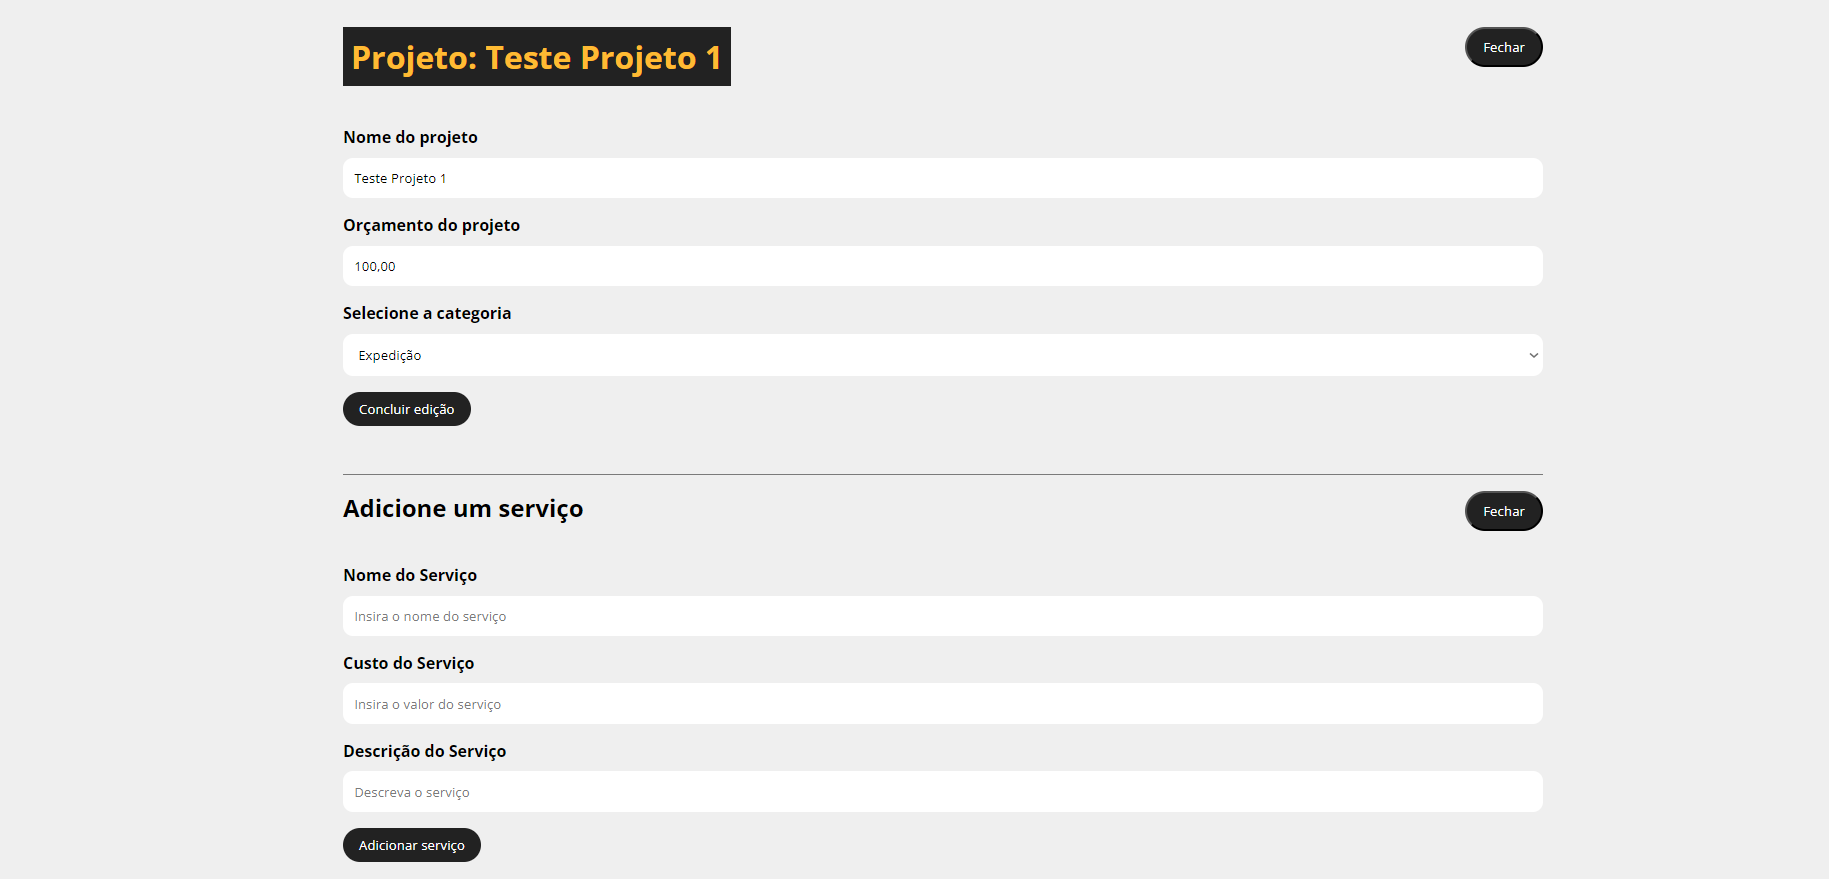 Projeto: Teste Projeto 1
Fechar
Nome do projeto
Teste Projeto 1
Orçamento do projeto
100,00
Selecione a categoria
Expedição
Concluir edição
Adicione um serviço
Fechar
Nome do Serviço
Insira o nome do serviço
Custo do Serviço
Insira o valor do serviço
Descrição do Serviço
Descreva o serviço
Adicionar serviço